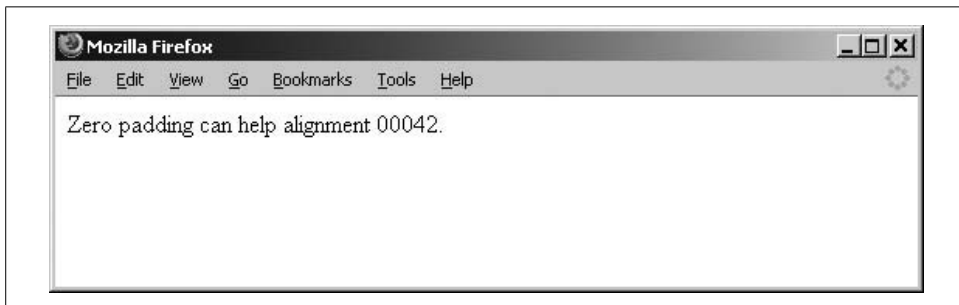 Mozilla Firefox
File Edit View Go Bookmarks Tools Help
Zero padding can help alignment 00042.